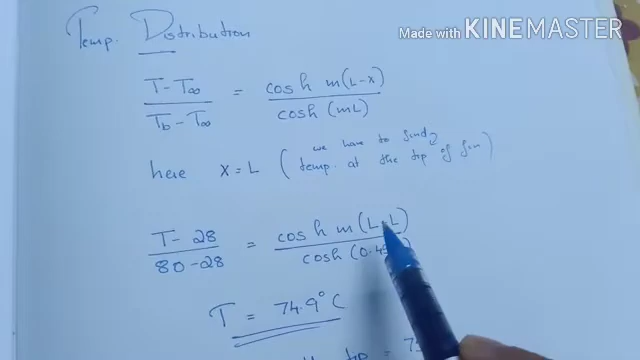 Made with KINEMASTER
Temp. Distribution
T - T∞ / Tb - T∞ = cosh m(L-x) / cosh (mL)
here x = L ( we have to find
temp. at the tip of fin )
T - 28 / 80 - 28 = cosh m(L-L) / cosh (0.45
T = 74.9°C